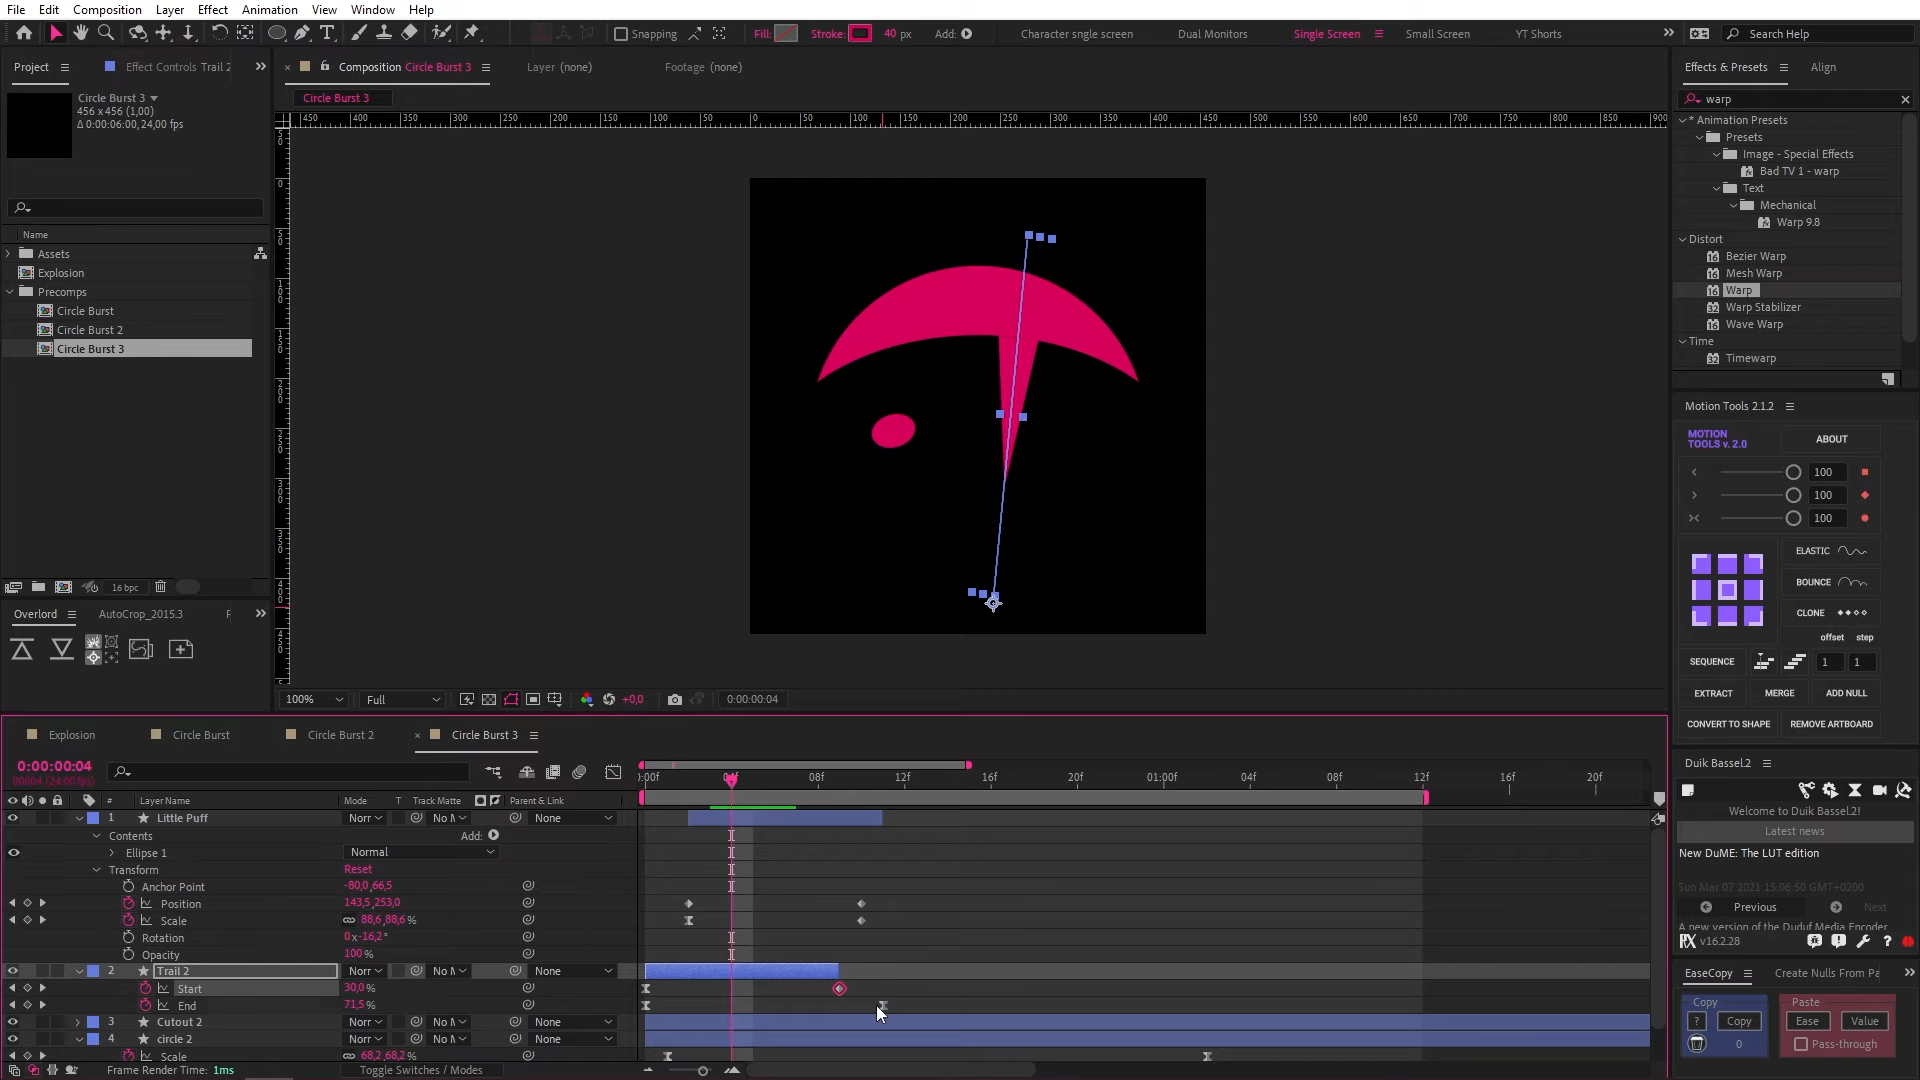 File Edit Composition Layer Effect Animation View Window Help
Snapping
Fill:
Stroke:
40 px
Add:
Character sngle screen
Dual Monitors
Single Screen
Small Screen
YT Shorts
Search Help
Project
Effect Controls Trail 2
Composition Circle Burst 3
Layer (none)
Footage (none)
Effects & Presets
Align
Circle Burst 3
456 x 456 (1,00)
Δ 0:00:06:00, 24,00 fps
Circle Burst 3
warp
* Animation Presets
Presets
Image - Special Effects
Bad TV 1 - warp
Text
Mechanical
Warp 9.8
Distort
Bezier Warp
Mesh Warp
Warp
Warp Stabilizer
Wave Warp
Time
Timewarp
Name
Assets
Explosion
Precomps
Circle Burst
Circle Burst 2
Circle Burst 3
16 bpc
Overlord
AutoCrop_2015.3
Motion Tools 2.1.2
MOTION
TOOLS v. 2.0
ABOUT
100
100
100
ELASTIC
BOUNCE
CLONE
offset step
SEQUENCE
1
1
EXTRACT
MERGE
ADD NULL
CONVERT TO SHAPE
REMOVE ARTBOARD
100%
Full
+0,0
0:00:00:04
Explosion
Circle Burst
Circle Burst 2
Circle Burst 3
0:00:00:04
00004 (24.00 fps)
:00f 04f 08f 12f 16f 20f 01:00f 04f 08f 12f 16f 20f
# Layer Name
Mode
T Track Matte
Parent & Link
1 Little Puff
Norr
No M
None
Contents
Add:
Ellipse 1
Normal
Transform
Reset
Anchor Point
-80,0,66,5
Position
143,5,253,0
Scale
88,6,88,6 %
Rotation
0 x-16,2 °
Opacity
100 %
2 Trail 2
Norr
No M
None
Start
30,0 %
End
71,5 %
3 Cutout 2
Norr
No M
None
4 circle 2
Norr
No M
None
Scale
68,2,68,2 %
Frame Render Time: 1ms
Toggle Switches / Modes
Duik Bassel.2
Welcome to Duik Bassel.2!
Latest news
New DuME: The LUT edition
Sun Mar 07 2021 15:06:50 GMT+0200
Previous
Next
A new version of the Duduf Media Encoder
v16.2.28
EaseCopy
Create Nulls From Pa
Copy
Paste
?
Copy
Ease
Value
0
Pass-through